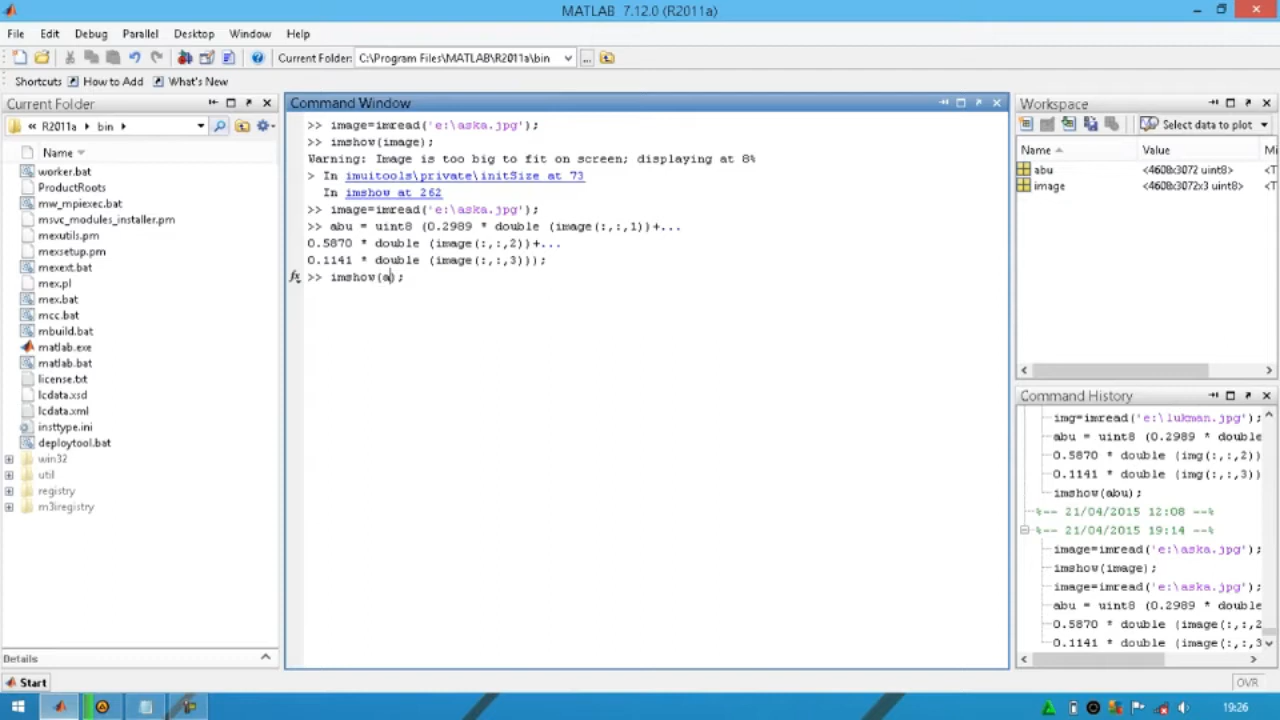 MATLAB 7.12.0 (R2011a)
File Edit Debug Parallel Desktop Window Help
Current Folder: C:\Program Files\MATLAB\R2011a\bin
Shortcuts How to Add What's New
Current Folder
« R2011a bin
Name
worker.bat
ProductRoots
mw_mpiexec.bat
msvc_modules_installer.pm
mexutils.pm
mexsetup.pm
mexext.bat
mex.pl
mex.bat
mcc.bat
mbuild.bat
matlab.exe
matlab.bat
license.txt
lcdata.xsd
lcdata.xml
insttype.ini
deploytool.bat
win32
util
registry
m3iregistry
Details
Command Window
>> image=imread('e:\aska.jpg');
>> imshow(image);
Warning: Image is too big to fit on screen; displaying at 8%
> In imuitools\private\initSize at 73
In imshow at 262
>> image=imread('e:\aska.jpg');
>> abu = uint8 (0.2989 * double (image(:,:,1))+...
0.5870 * double (image(:,:,2))+...
0.1141 * double (image(:,:,3)));
fx >> imshow(a);
Workspace
Select data to plot
Name Value Mi
abu <4608x3072 uint8> <T
image <4608x3072x3 uint8> <T
Command History
img=imread('e:\lukman.jpg');
abu = uint8 (0.2989 * double
0.5870 * double (img(:,:,2))
0.1141 * double (img(:,:,3))
imshow(abu);
%-- 21/04/2015 12:08 --%
%-- 21/04/2015 19:14 --%
image=imread('e:\aska.jpg');
imshow(image);
image=imread('e:\aska.jpg');
abu = uint8 (0.2989 * double
0.5870 * double (image(:,:,2
0.1141 * double (image(:,:,3
Start
OVR
19:26